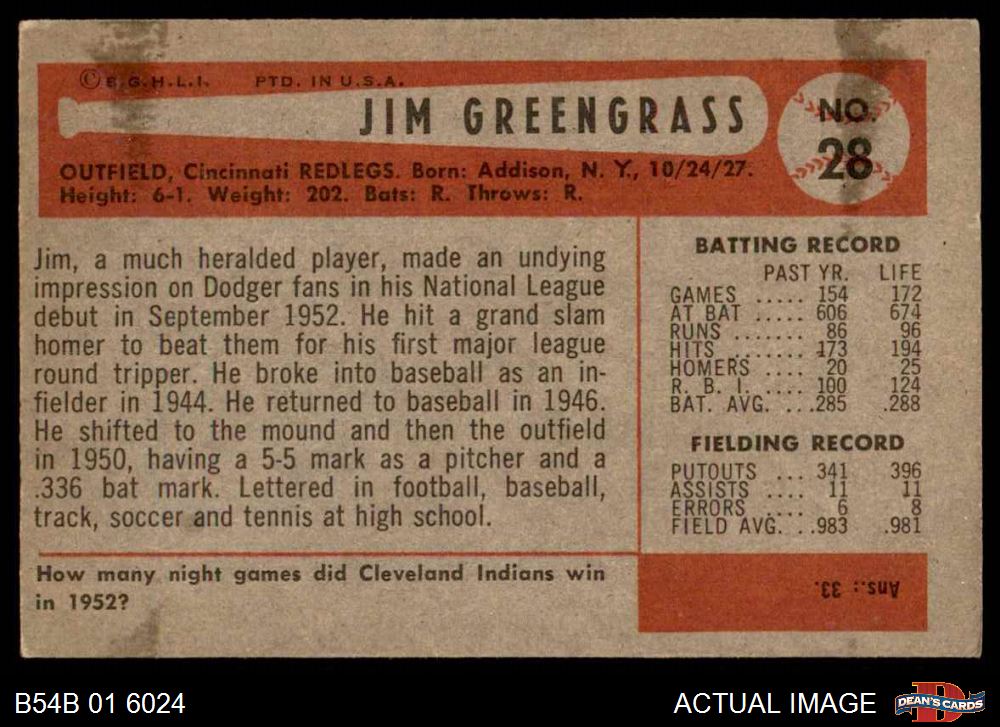 © B.G.H.L.I. PTD. IN U.S.A.
JIM GREENGRASS
NO.
28
OUTFIELD, Cincinnati REDLEGS. Born: Addison, N. Y., 10/24/27.
Height: 6-1. Weight: 202. Bats: R. Throws: R.
Jim, a much heralded player, made an undying
impression on Dodger fans in his National League
debut in September 1952. He hit a grand slam
homer to beat them for his first major league
round tripper. He broke into baseball as an in-
fielder in 1944. He returned to baseball in 1946.
He shifted to the mound and then the outfield
in 1950, having a 5-5 mark as a pitcher and a
.336 bat mark. Lettered in football, baseball,
track, soccer and tennis at high school.
BATTING RECORD
PAST YR. LIFE
GAMES ..... 154 172
AT BAT ..... 606 674
RUNS ....... 86 96
HITS ........ 173 194
HOMERS .... 20 25
R. B. I. ..... 100 124
BAT. AVG. ... .285 .288
FIELDING RECORD
PUTOUTS ... 341 396
ASSISTS .... 11 11
ERRORS .... 6 8
FIELD AVG. . .983 .981
How many night games did Cleveland Indians win
in 1952?
Ans.: 33.
B54B 01 6024
ACTUAL IMAGE
D
DEAN'S CARDS